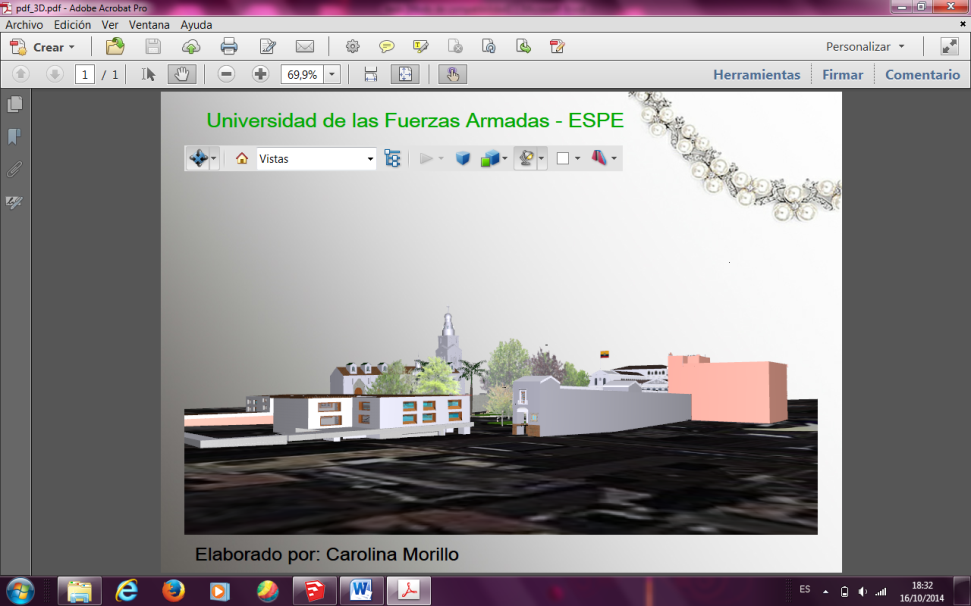 pdf_3D.pdf - Adobe Acrobat Pro
Archivo Edición Ver Ventana Ayuda
Crear Personalizar
1 / 1 69,9% Herramientas Firmar Comentario
Universidad de las Fuerzas Armadas - ESPE
Vistas
Elaborado por: Carolina Morillo
ES 18:32
16/10/2014